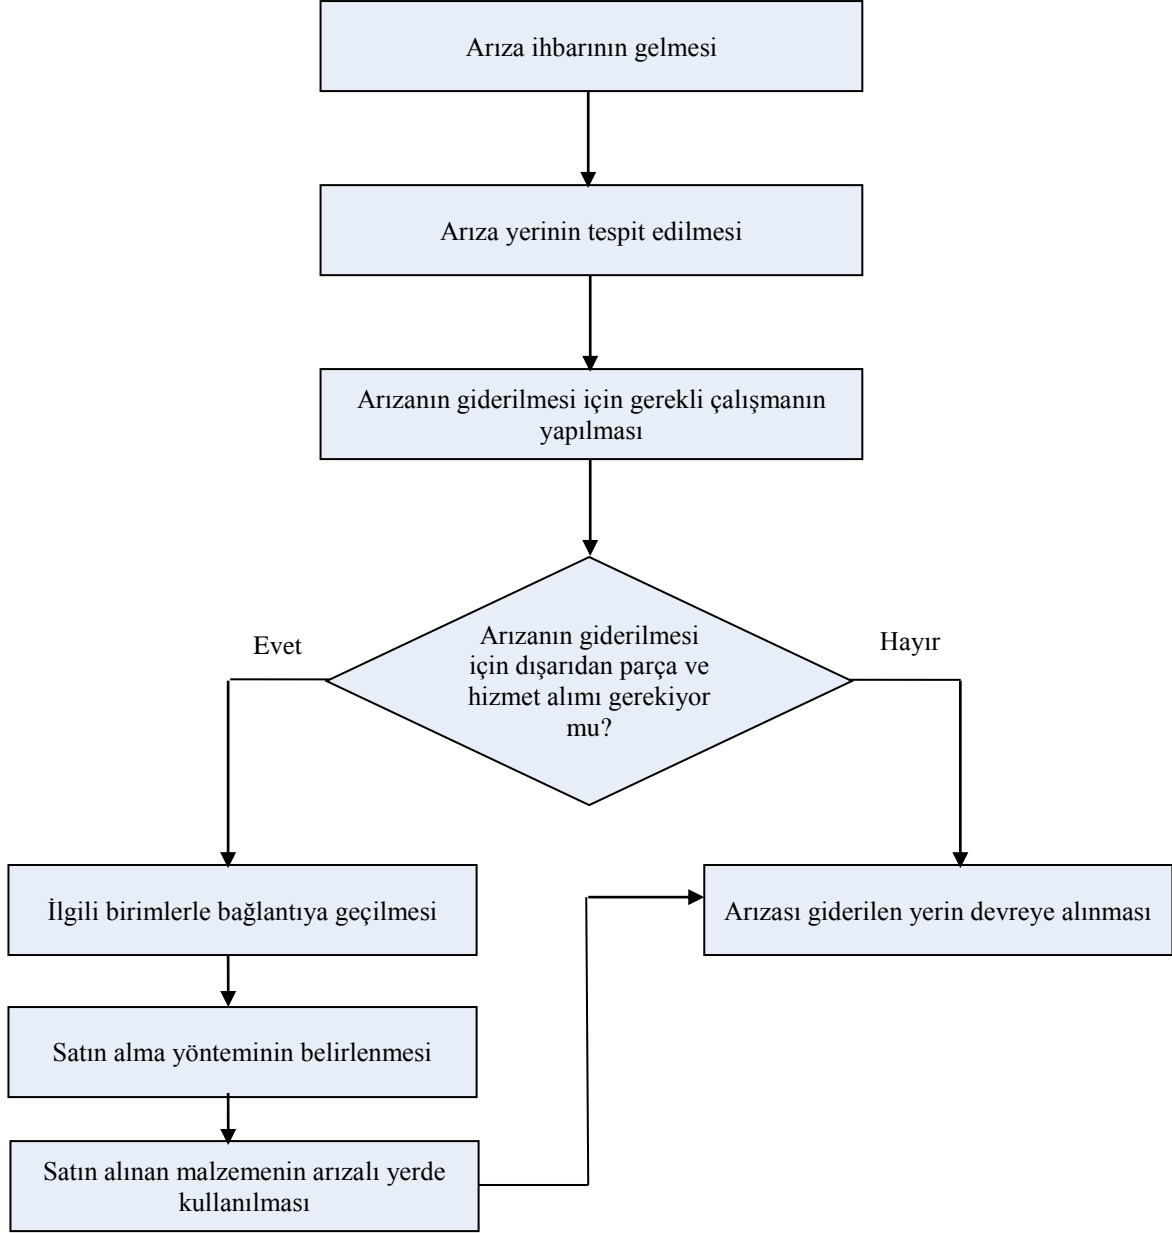 Arıza ihbarının gelmesi
Arıza yerinin tespit edilmesi
Arızanın giderilmesi için gerekli çalışmanın
yapılması
Arızanın giderilmesi
için dışarıdan parça ve
hizmet alımı gerekiyor
mu?
Evet
Hayır
İlgili birimlerle bağlantıya geçilmesi
Satın alma yönteminin belirlenmesi
Satın alınan malzemenin arızalı yerde
kullanılması
Arızası giderilen yerin devreye alınması